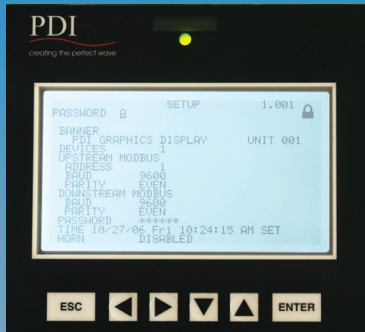 PDI
creating the perfect wave
SETUP 1.001
PASSWORD 0
BANNER
PDI GRAPHICS DISPLAY UNIT 001
DEVICES 1
UPSTREAM MODBUS
ADDRESS 1
BAUD 9600
PARITY EVEN
DOWNSTREAM MODBUS
BAUD 9600
PARITY EVEN
PASSWORD ******
TIME 10/27/06 Fri 10:24:15 AM SET
HORN DISABLED
ESC ENTER